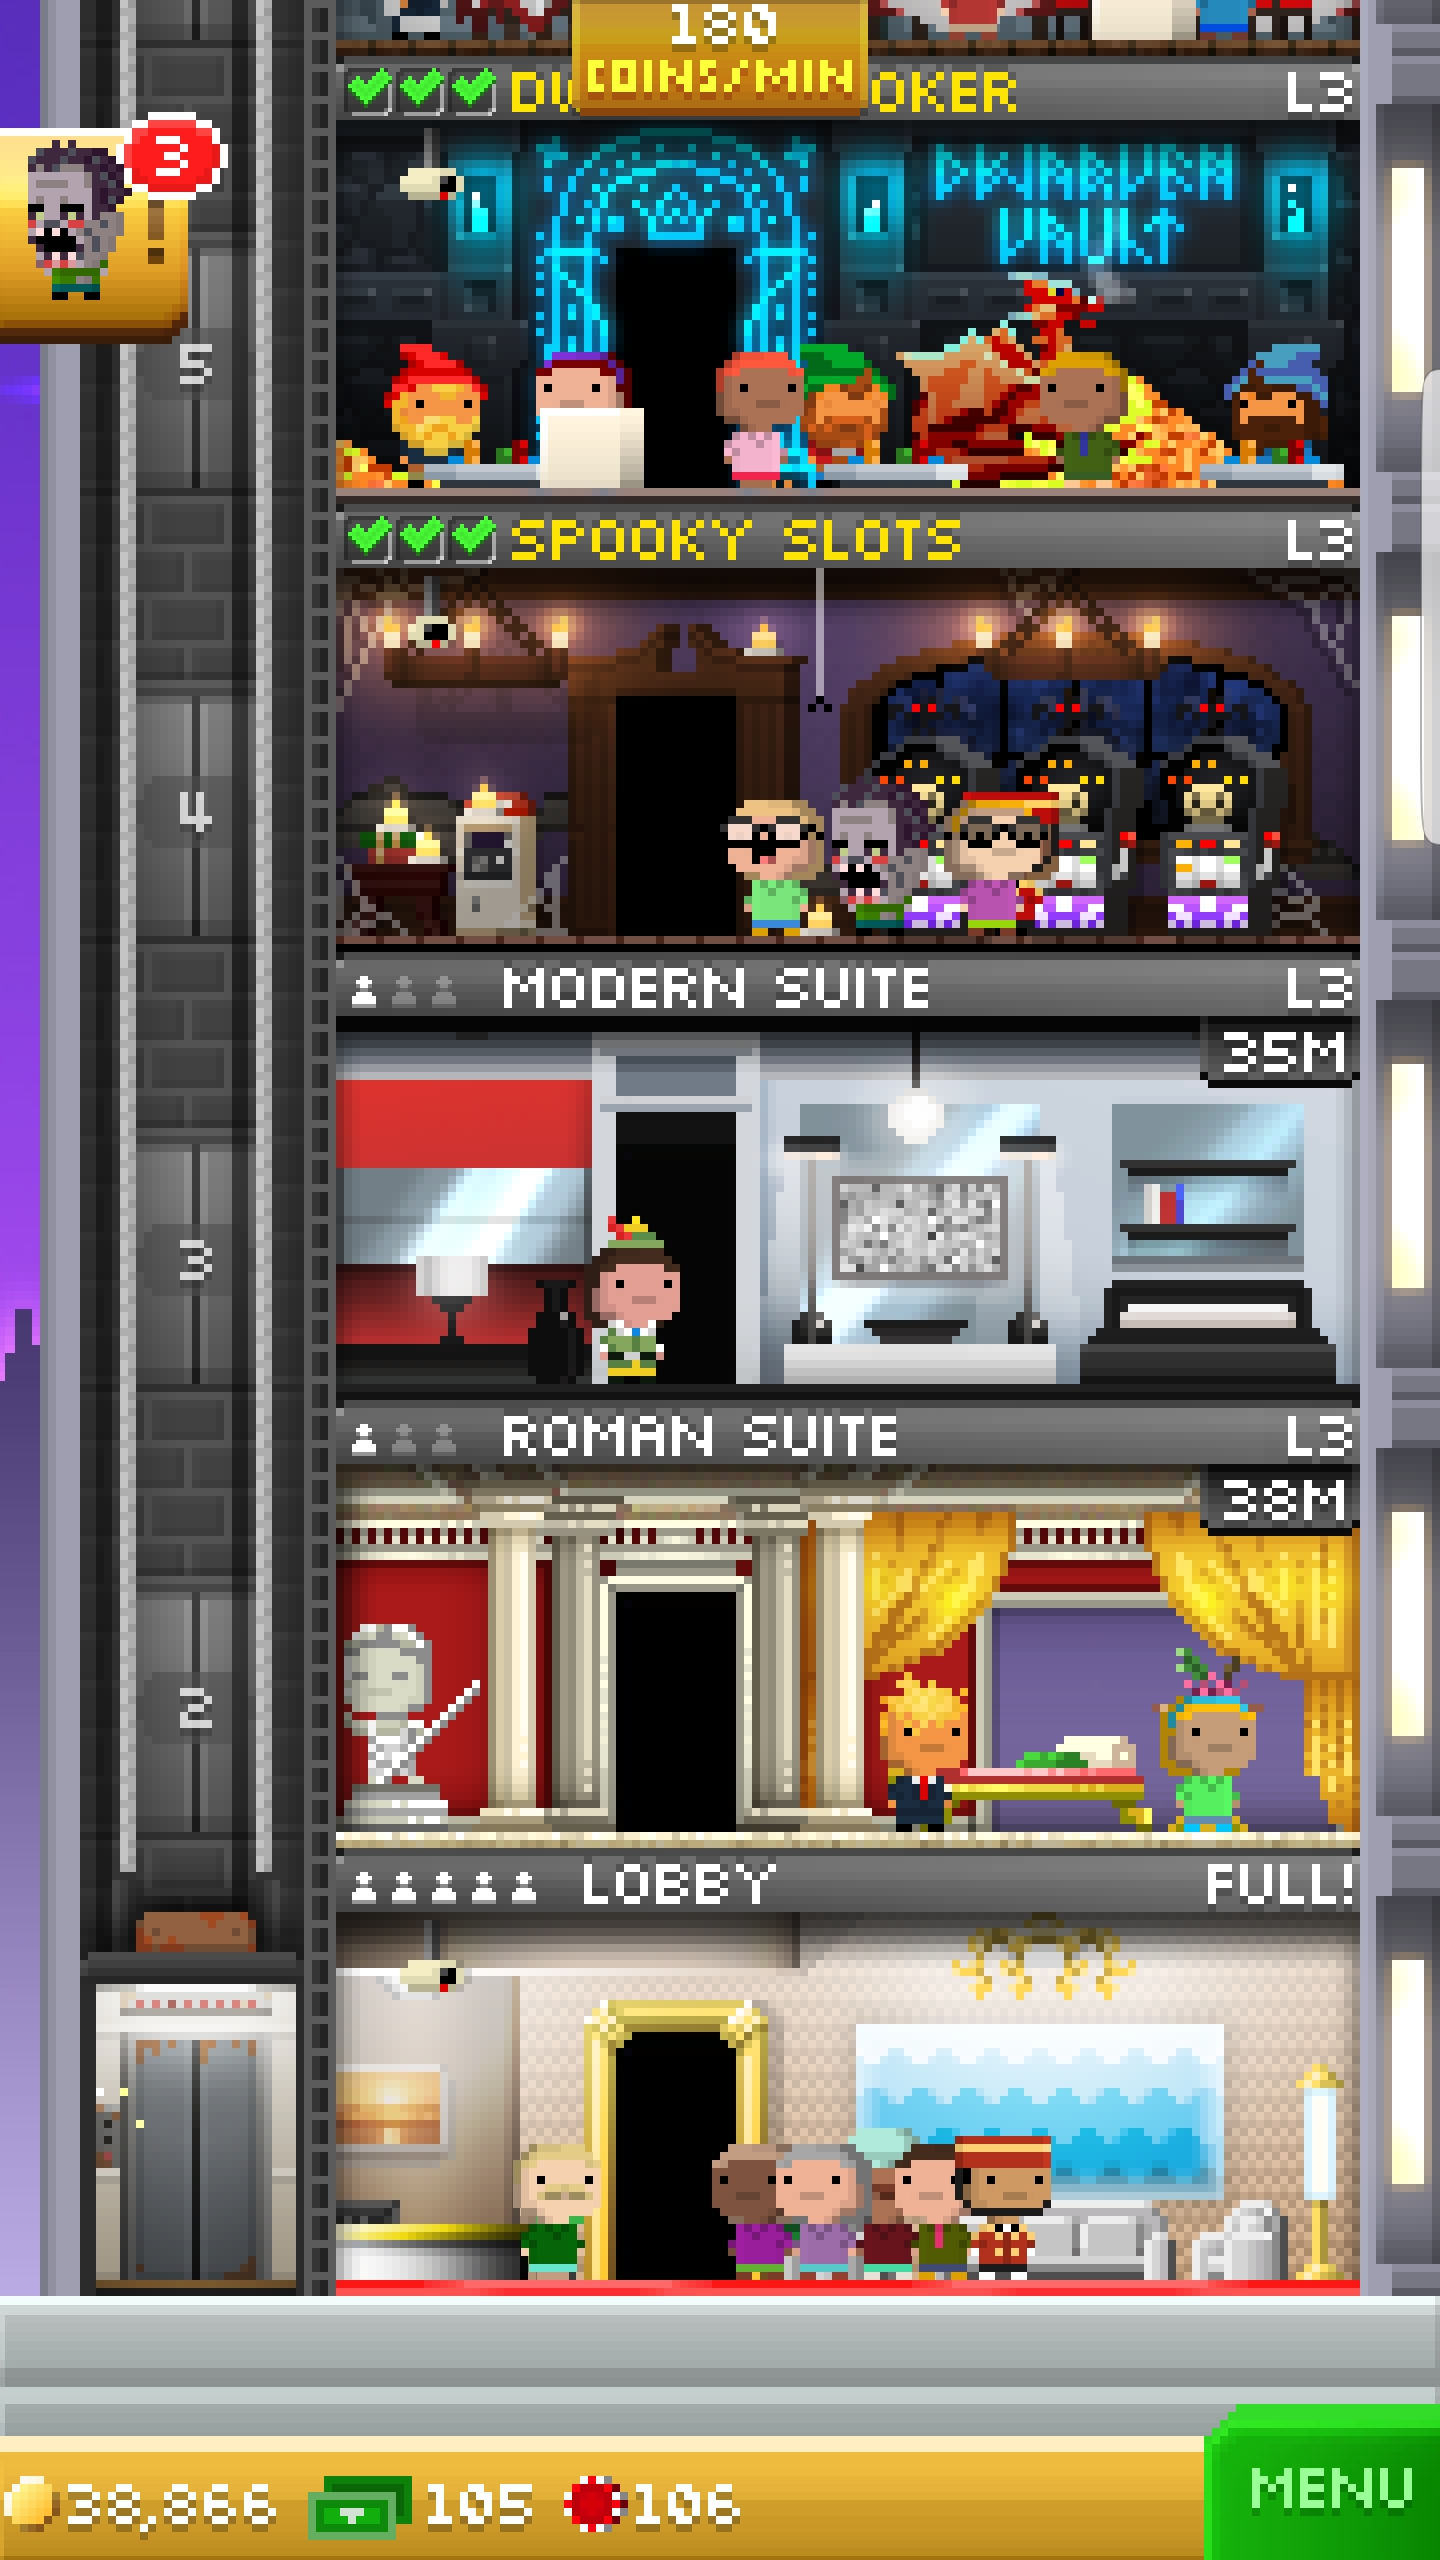 180
COINS/MIN
DW OKER L3
3
!
DWARVEN
VAULT
5
SPOOKY SLOTS L3
4
MODERN SUITE L3
35M
3
ROMAN SUITE L3
38M
2
LOBBY FULL!
38,866 105 106
MENU